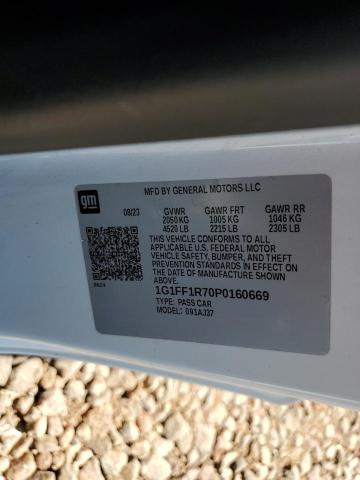 gm
MFD BY GENERAL MOTORS LLC
08/23 GVWR GAWR FRT GAWR RR
2050 KG 1005 KG 1046 KG
4520 LB 2215 LB 2305 LB
THIS VEHICLE CONFORMS TO ALL
APPLICABLE U.S. FEDERAL MOTOR
VEHICLE SAFETY, BUMPER, AND THEFT
PREVENTION STANDARDS IN EFFECT ON
THE DATE OF MANUFACTURE SHOWN
ABOVE.
1G1FF1R70P0160669
TYPE: PASS CAR
MODEL: 091AJ37